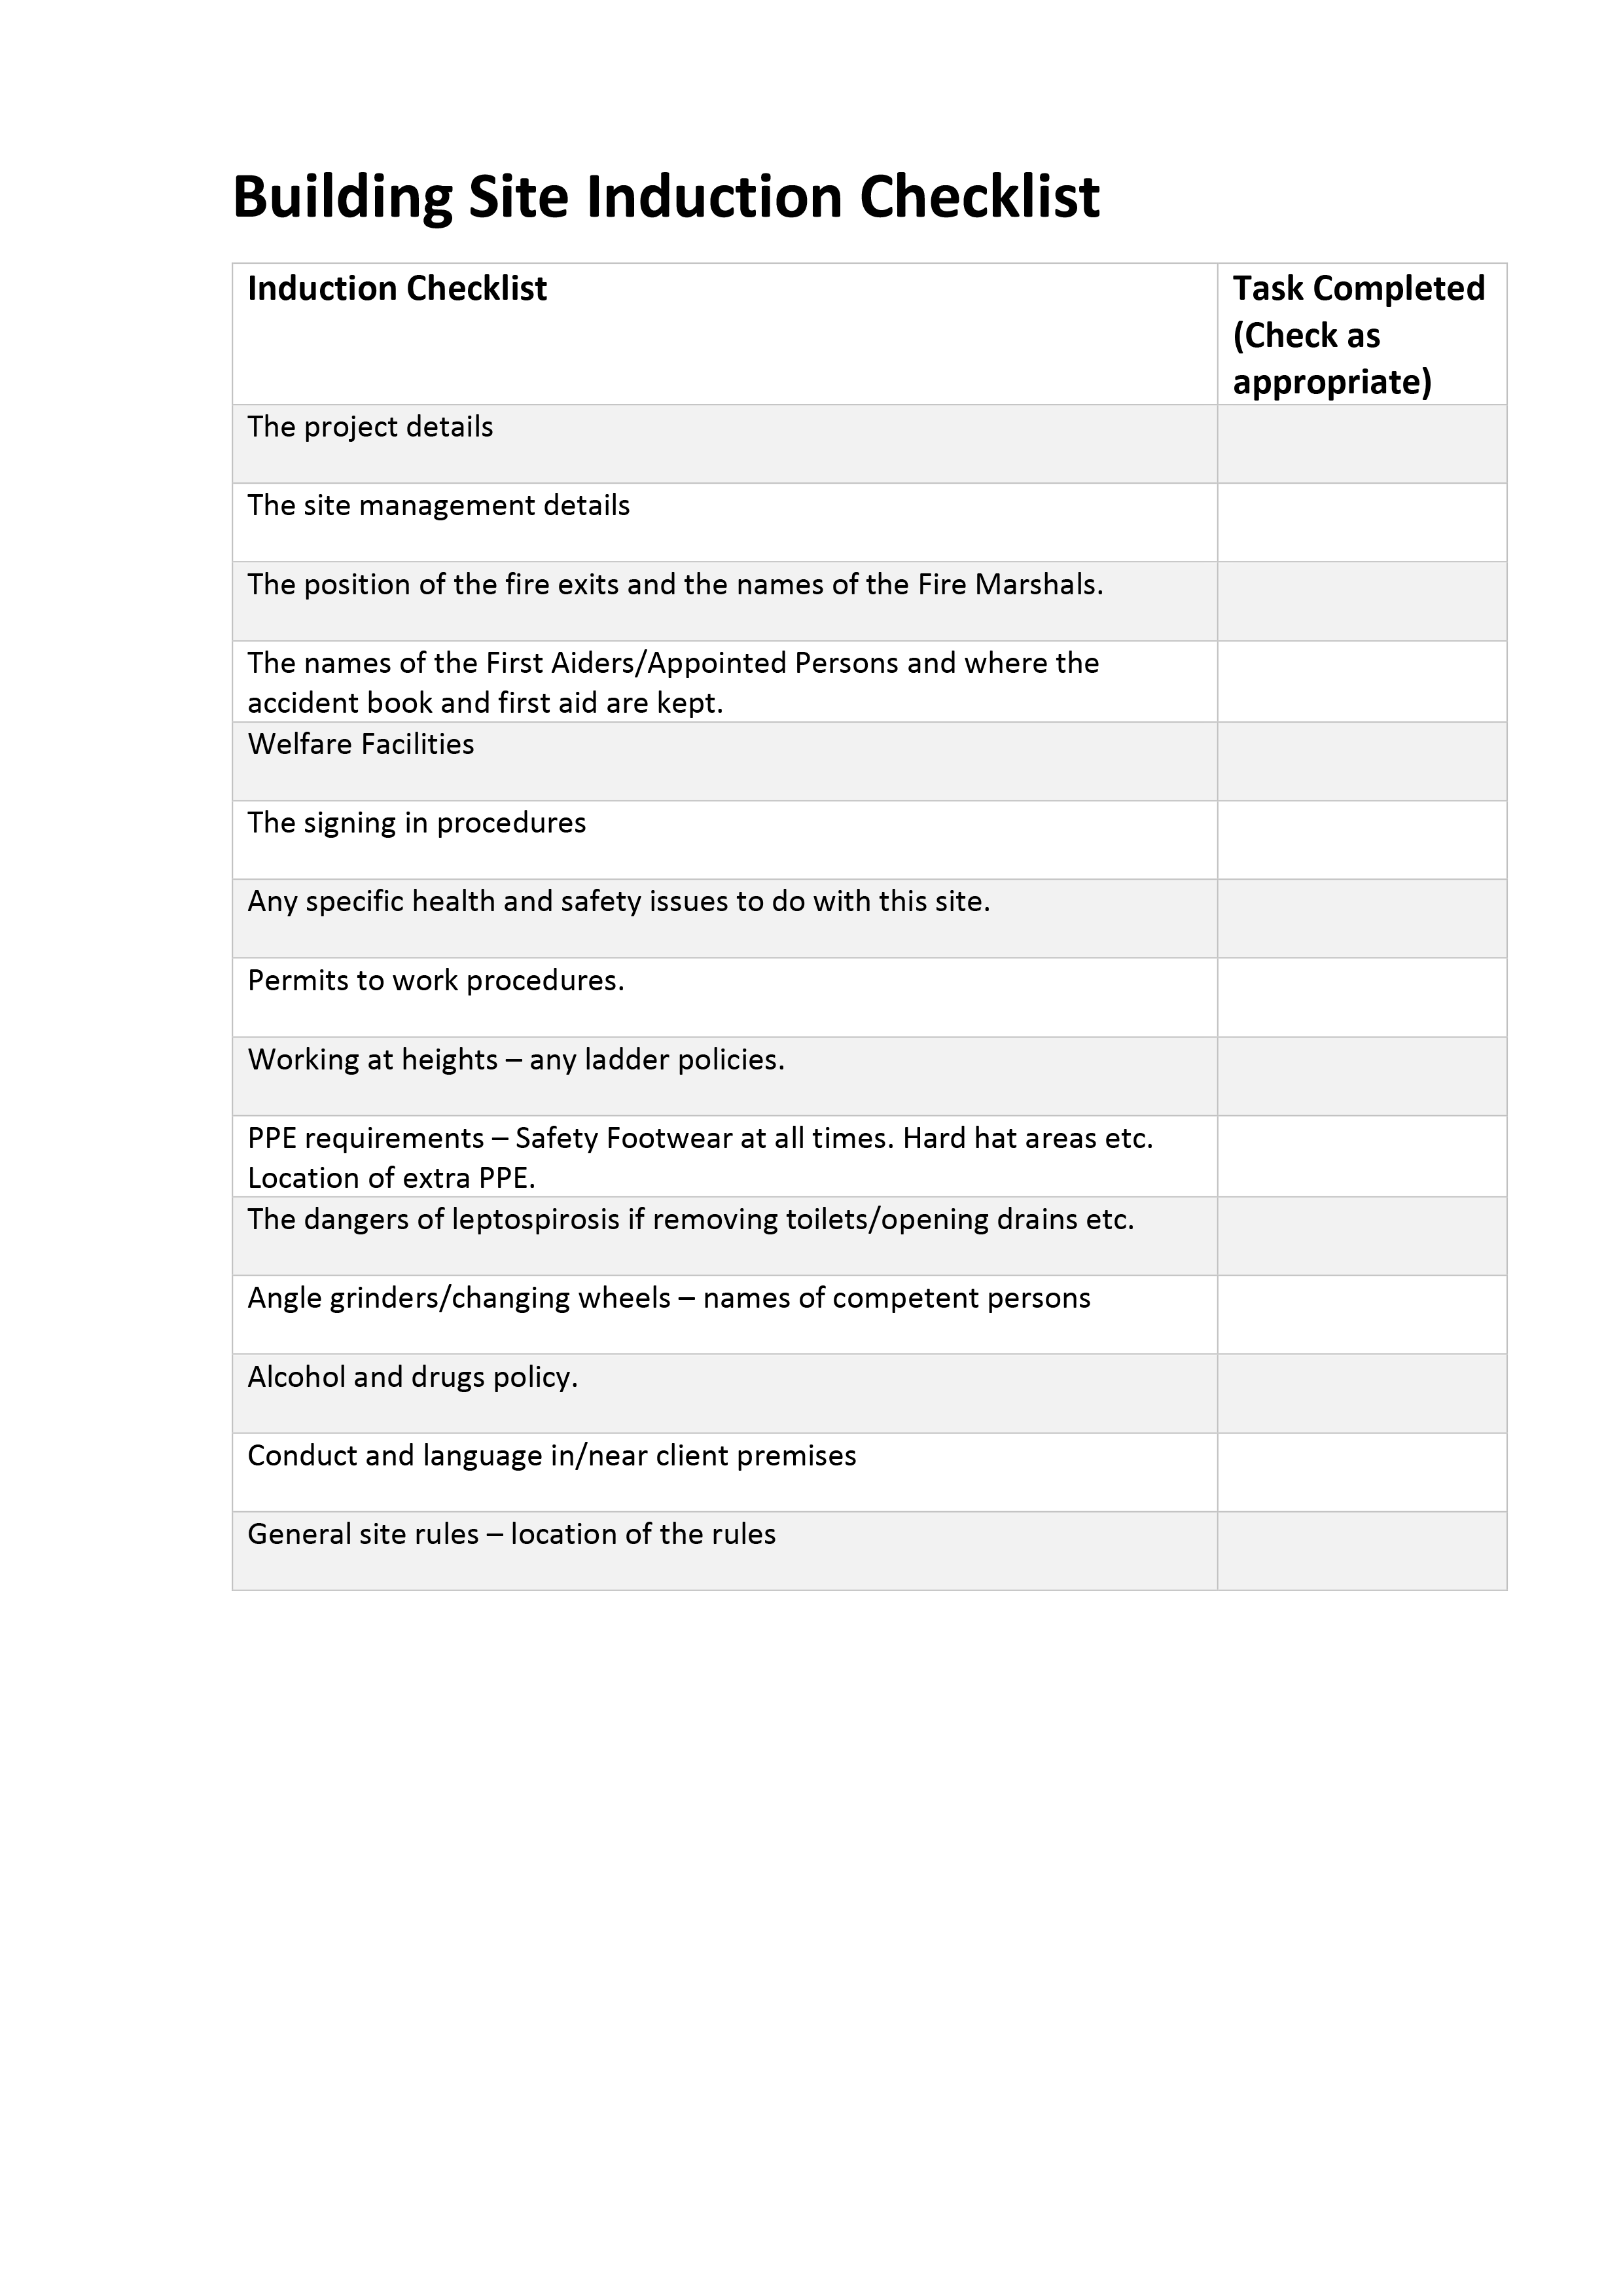 Building Site Induction Checklist
Induction Checklist
Task Completed
(Check as
appropriate)
The project details
The site management details
The position of the fire exits and the names of the Fire Marshals.
The names of the First Aiders/Appointed Persons and where the
accident book and first aid are kept.
Welfare Facilities
The signing in procedures
Any specific health and safety issues to do with this site.
Permits to work procedures.
Working at heights – any ladder policies.
PPE requirements – Safety Footwear at all times. Hard hat areas etc.
Location of extra PPE.
The dangers of leptospirosis if removing toilets/opening drains etc.
Angle grinders/changing wheels – names of competent persons
Alcohol and drugs policy.
Conduct and language in/near client premises
General site rules – location of the rules